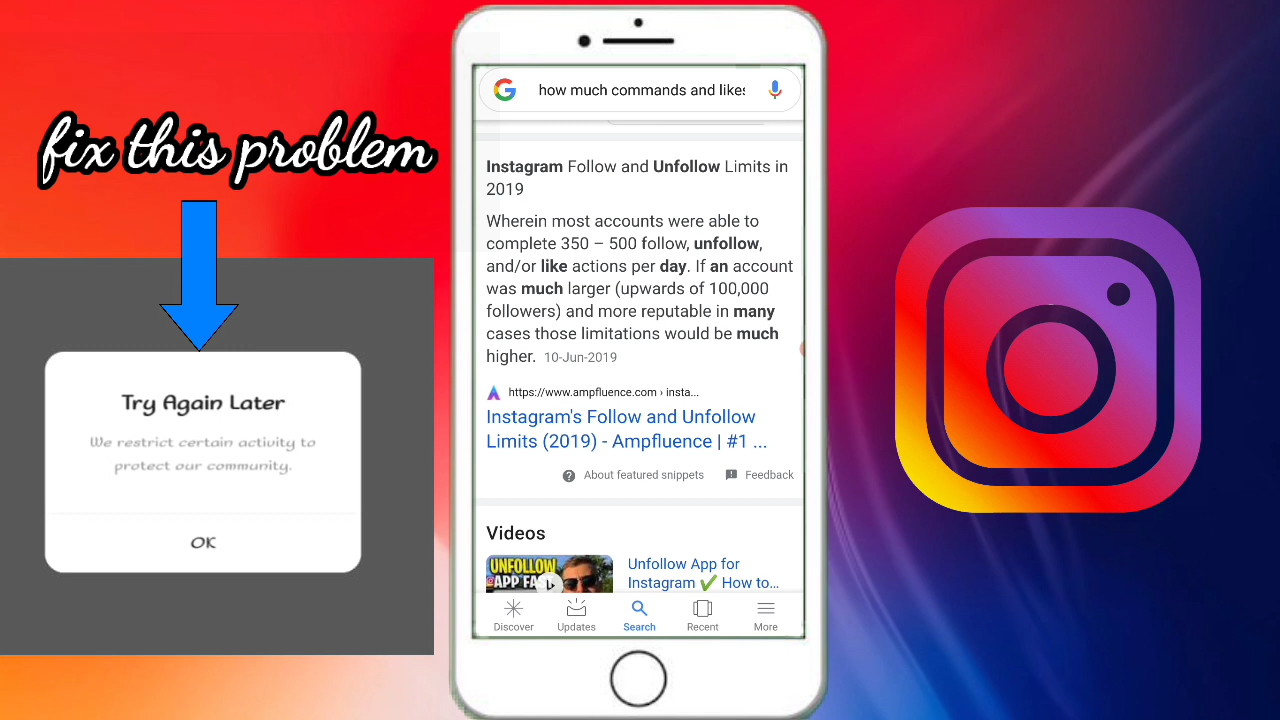 fix this problem
Try Again Later
We restrict certain activity to
protect our community.
OK
how much commands and likes
Instagram Follow and Unfollow Limits in
2019
Wherein most accounts were able to
complete 350 – 500 follow, unfollow,
and/or like actions per day. If an account
was much larger (upwards of 100,000
followers) and more reputable in many
cases those limitations would be much
higher. 10-Jun-2019
https://www.ampfluence.com › insta...
Instagram's Follow and Unfollow
Limits (2019) - Ampfluence | #1 ...
About featured snippets
Feedback
Videos
UNFOLLOW
APP FAST
Unfollow App for
Instagram ✅ How to...
Discover
Updates
Search
Recent
More